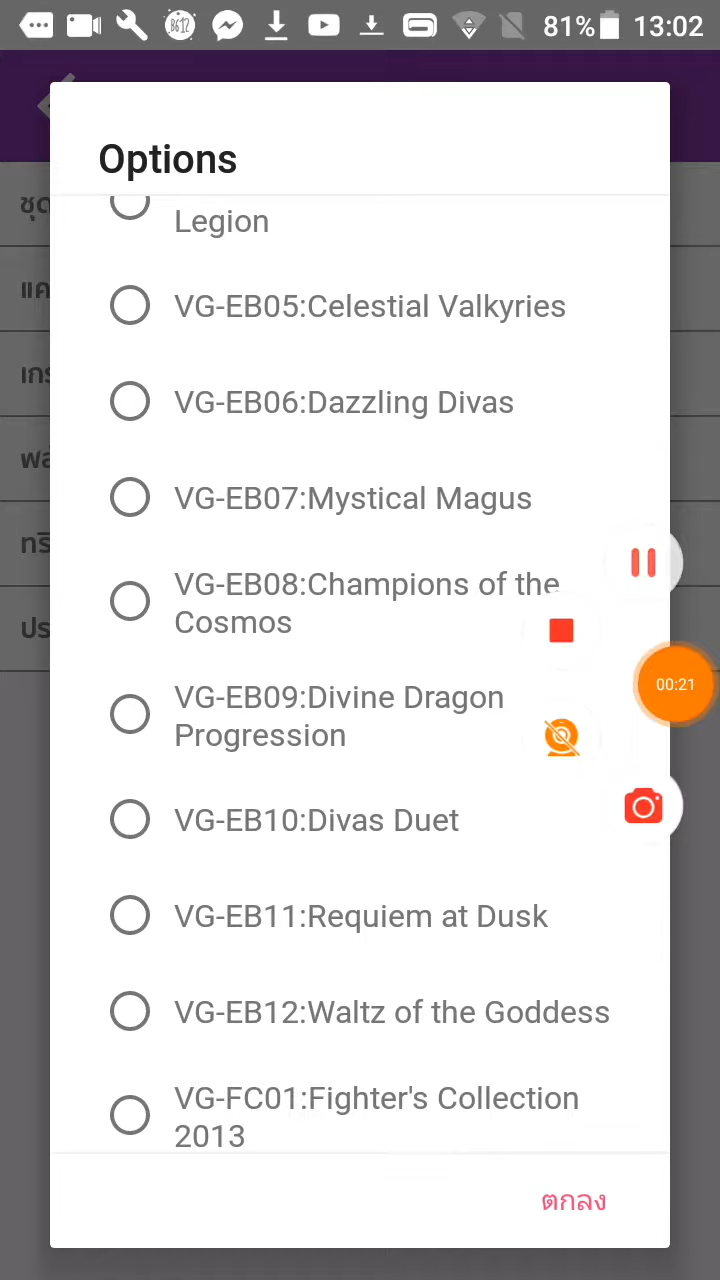 81% 13:02
Options
Legion
VG-EB05:Celestial Valkyries
VG-EB06:Dazzling Divas
VG-EB07:Mystical Magus
VG-EB08:Champions of the
Cosmos
VG-EB09:Divine Dragon
Progression
00:21
VG-EB10:Divas Duet
VG-EB11:Requiem at Dusk
VG-EB12:Waltz of the Goddess
VG-FC01:Fighter's Collection
2013
ตกลง